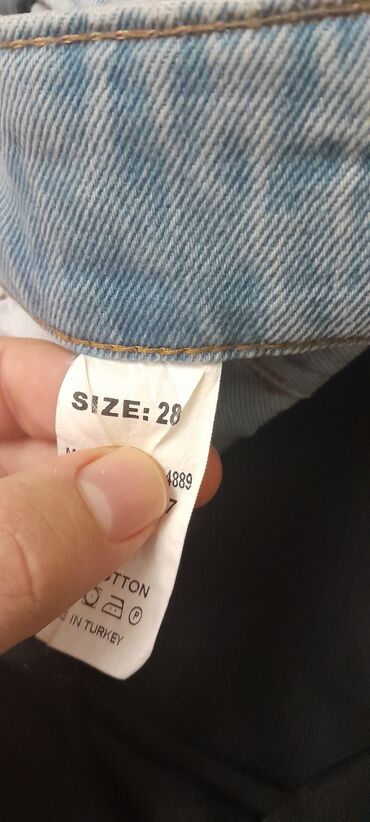 SIZE: 28
4889
7
COTTON
P
IN TURKEY